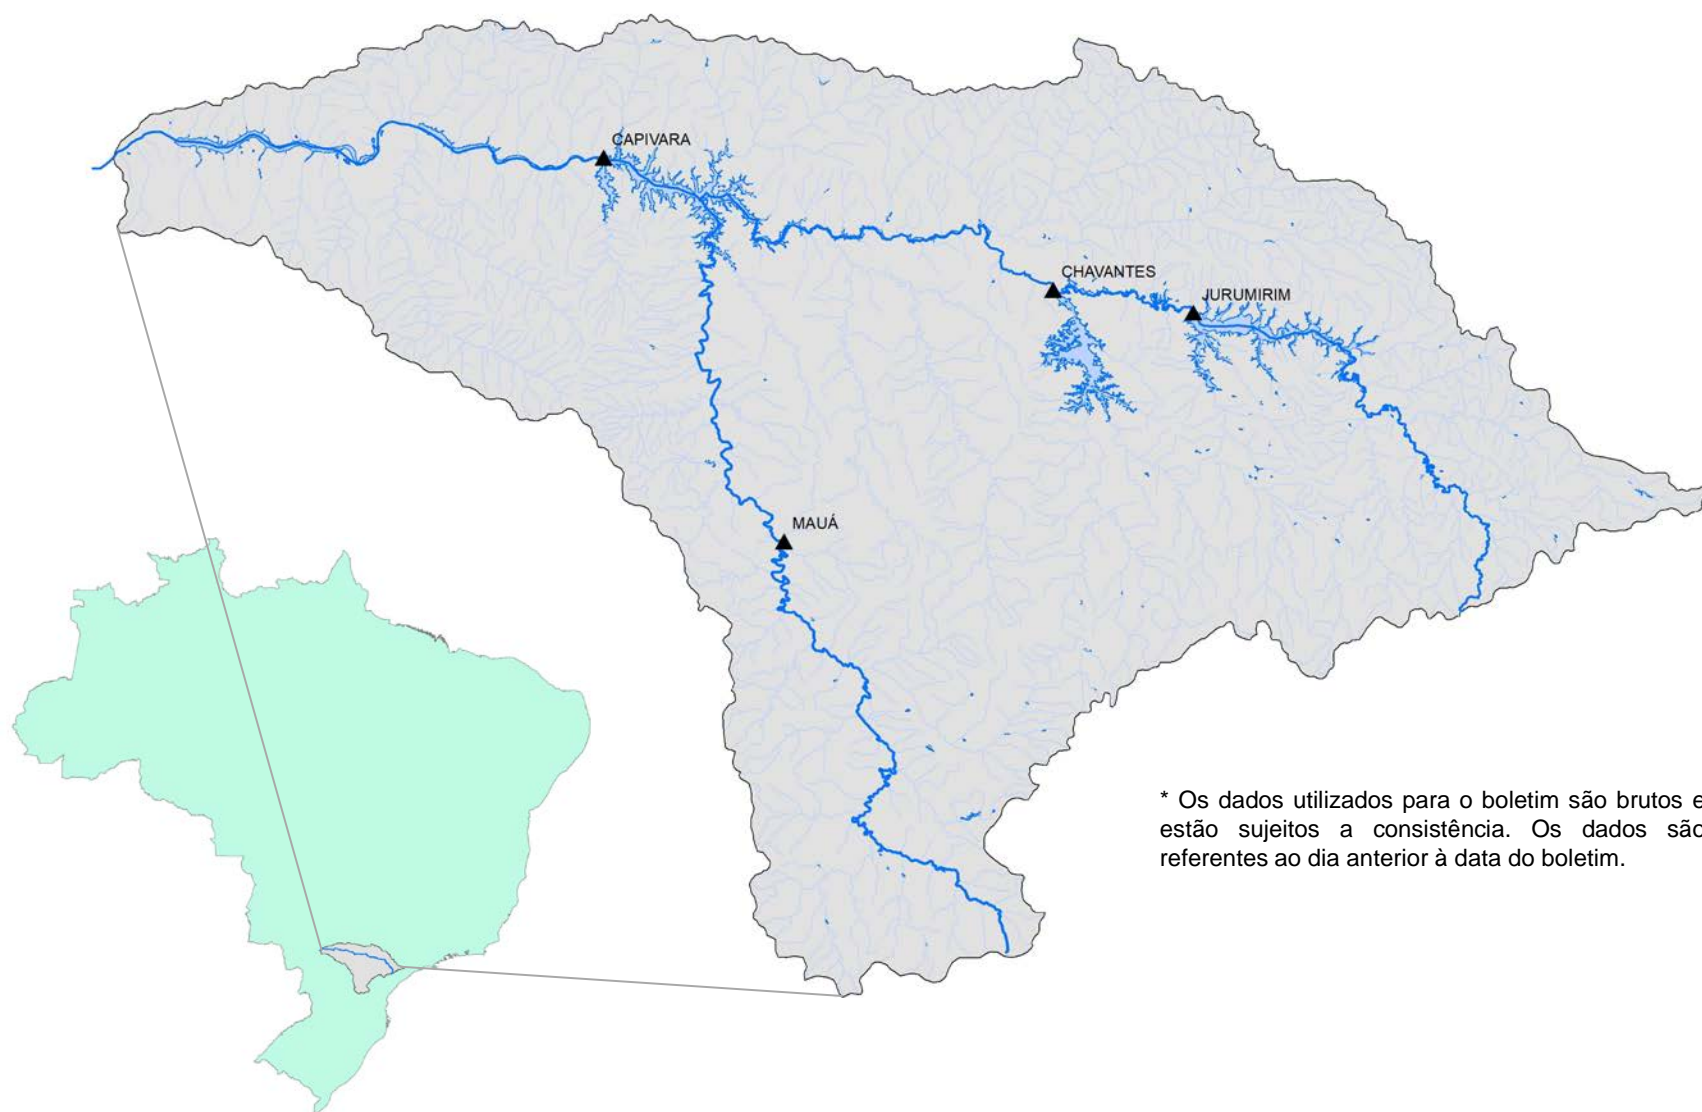 CAPIVARA
CHAVANTES
JURUMIRIM
MAUÁ
* Os dados utilizados para o boletim são brutos e
estão sujeitos a consistência. Os dados são
referentes ao dia anterior à data do boletim.